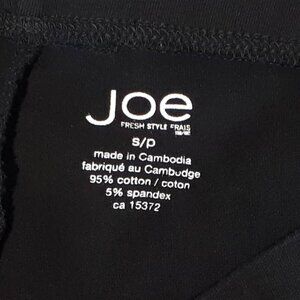 Joe
FRESH STYLE FRAIS
s/p
made in Cambodia
fabriqué au Cambodge
95% cotton / coton
5% spandex
ca 15372